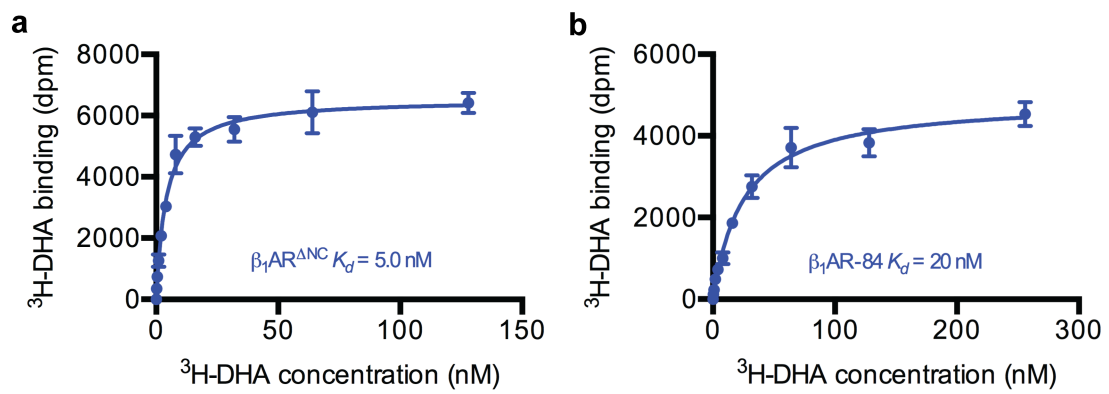 a
8000
6000
4000
2000
0
0 50 100 150
³H-DHA binding (dpm)
³H-DHA concentration (nM)
β₁ARᐃNC Kd = 5.0 nM
b
6000
4000
2000
0
0 100 200 300
³H-DHA binding (dpm)
³H-DHA concentration (nM)
β₁AR-84 Kd = 20 nM